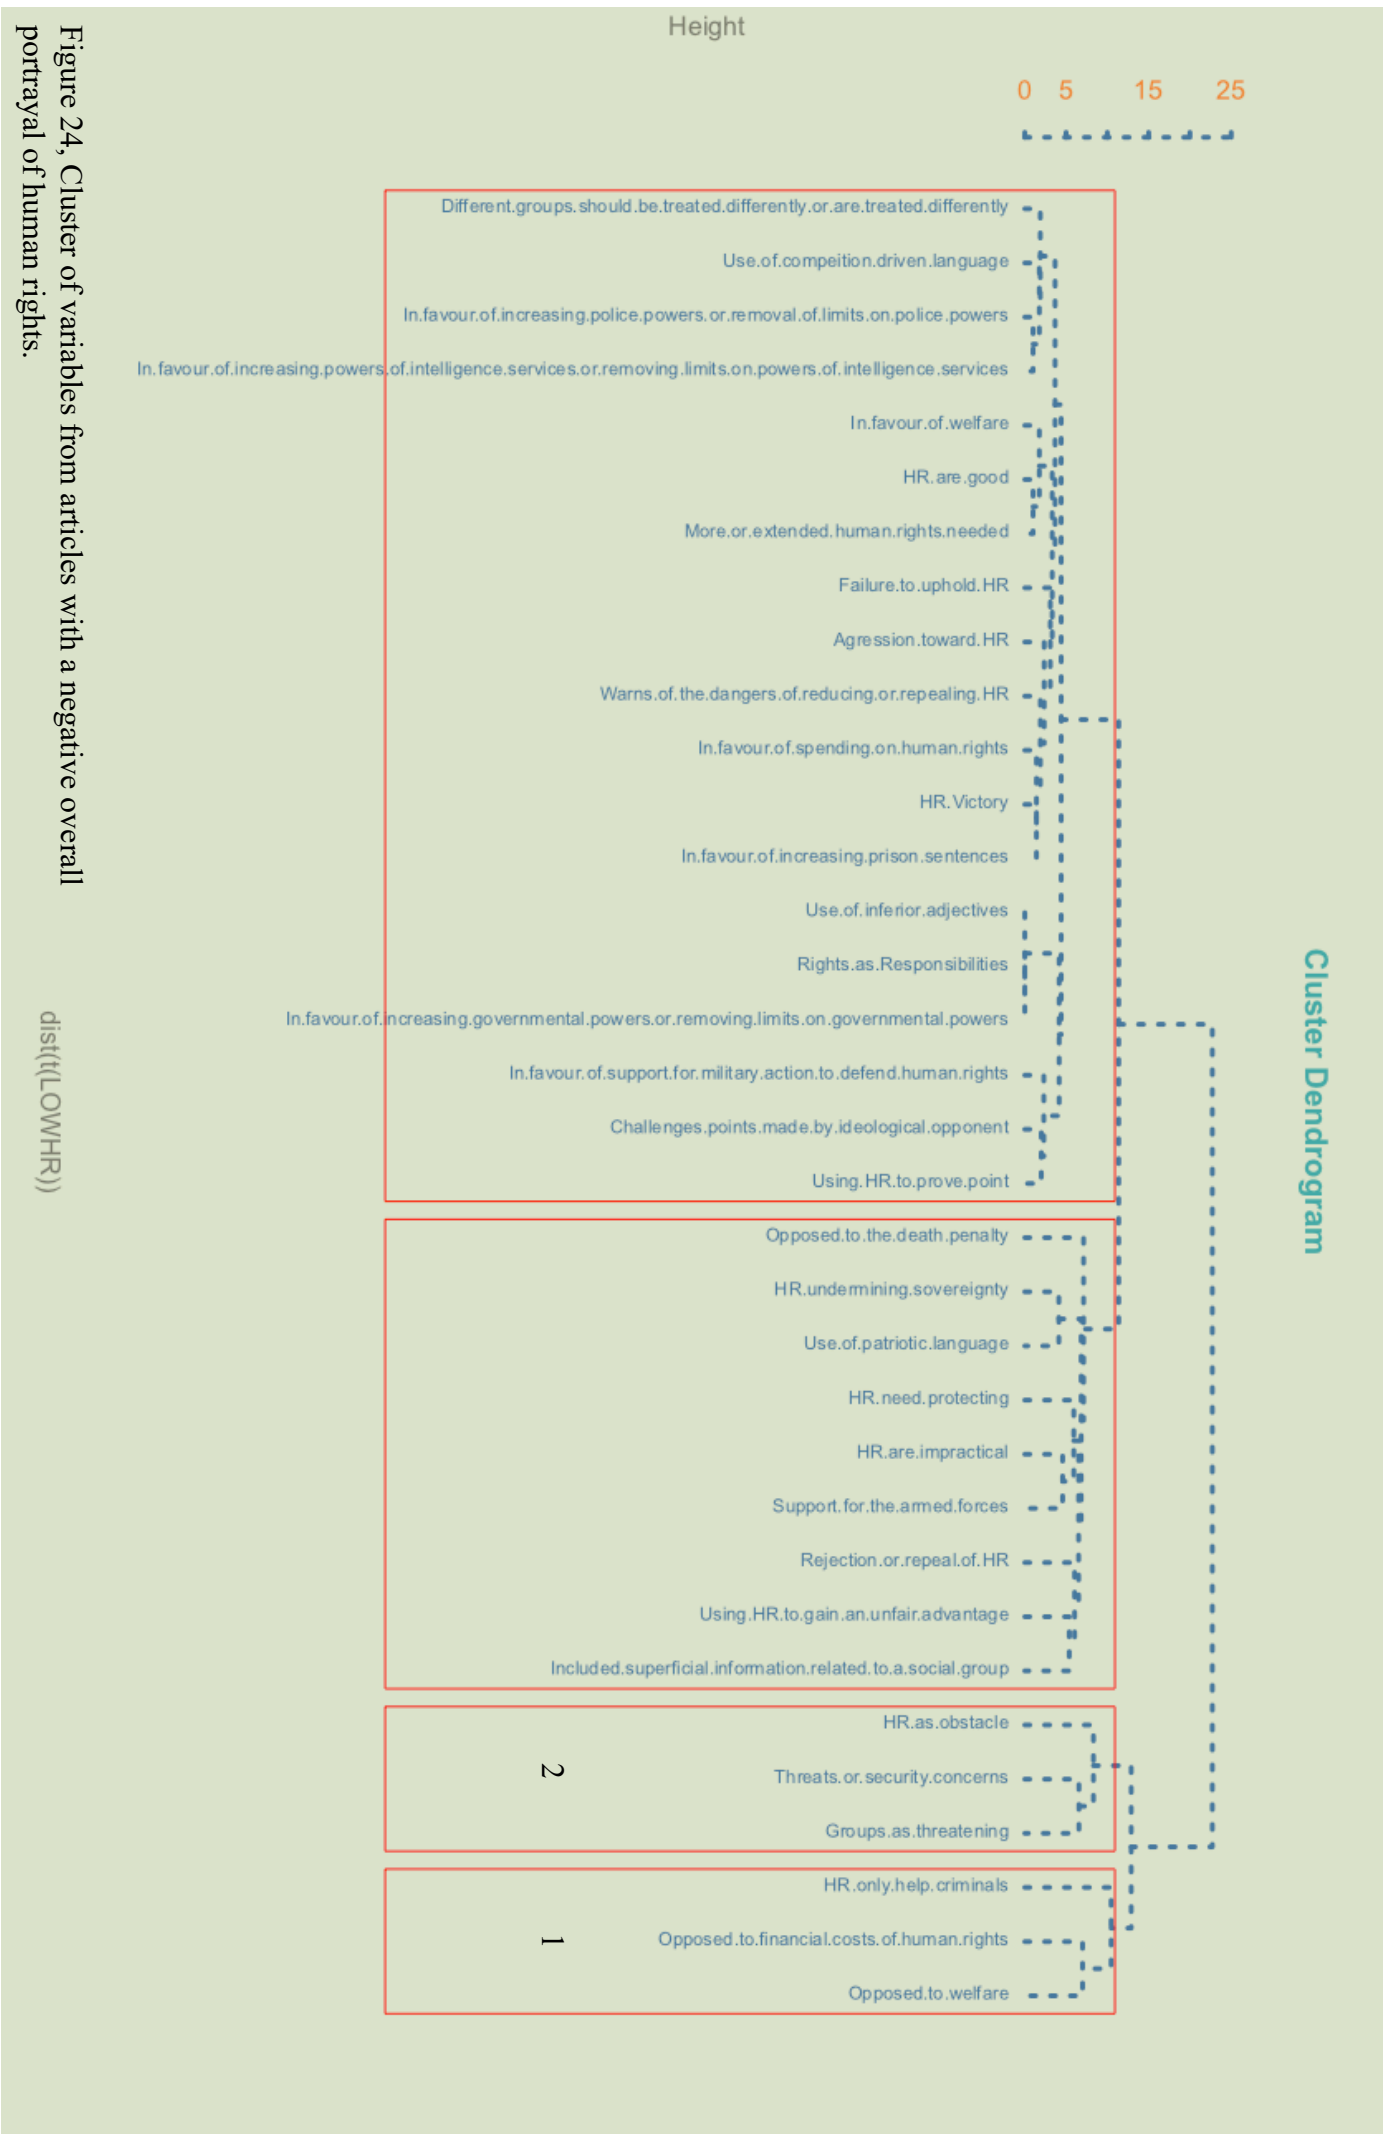 Cluster Dendrogram
Height
0
5
15
25
Different.groups.should.be.treated.differently.or.are.treated.differently
Use.of.compeition.driven.language
In.favour.of.increasing.police.powers.or.removal.of.limits.on.police.powers
In.favour.of.increasing.powers.of.intelligence.services.or.removing.limits.on.powers.of.intelligence.services
In.favour.of.welfare
HR.are.good
More.or.extended.human.rights.needed
Failure.to.uphold.HR
Agression.toward.HR
Warns.of.the.dangers.of.reducing.or.repealing.HR
In.favour.of.spending.on.human.rights
HR.Victory
In.favour.of.increasing.prison.sentences
Use.of.inferior.adjectives
Rights.as.Responsibilities
In.favour.of.increasing.governmental.powers.or.removing.limits.on.governmental.powers
In.favour.of.support.for.military.action.to.defend.human.rights
Challenges.points.made.by.ideological.opponent
Using.HR.to.prove.point
Opposed.to.the.death.penalty
HR.undermining.sovereignty
Use.of.patriotic.language
HR.need.protecting
HR.are.impractical
Support.for.the.armed.forces
Rejection.or.repeal.of.HR
Using.HR.to.gain.an.unfair.advantage
Included.superficial.information.related.to.a.social.group
HR.as.obstacle
Threats.or.security.concerns
Groups.as.threatening
2
HR.only.help.criminals
Opposed.to.financial.costs.of.human.rights
Opposed.to.welfare
1
dist(t(LOWHR))
Figure 24, Cluster of variables from articles with a negative overall
portrayal of human rights.